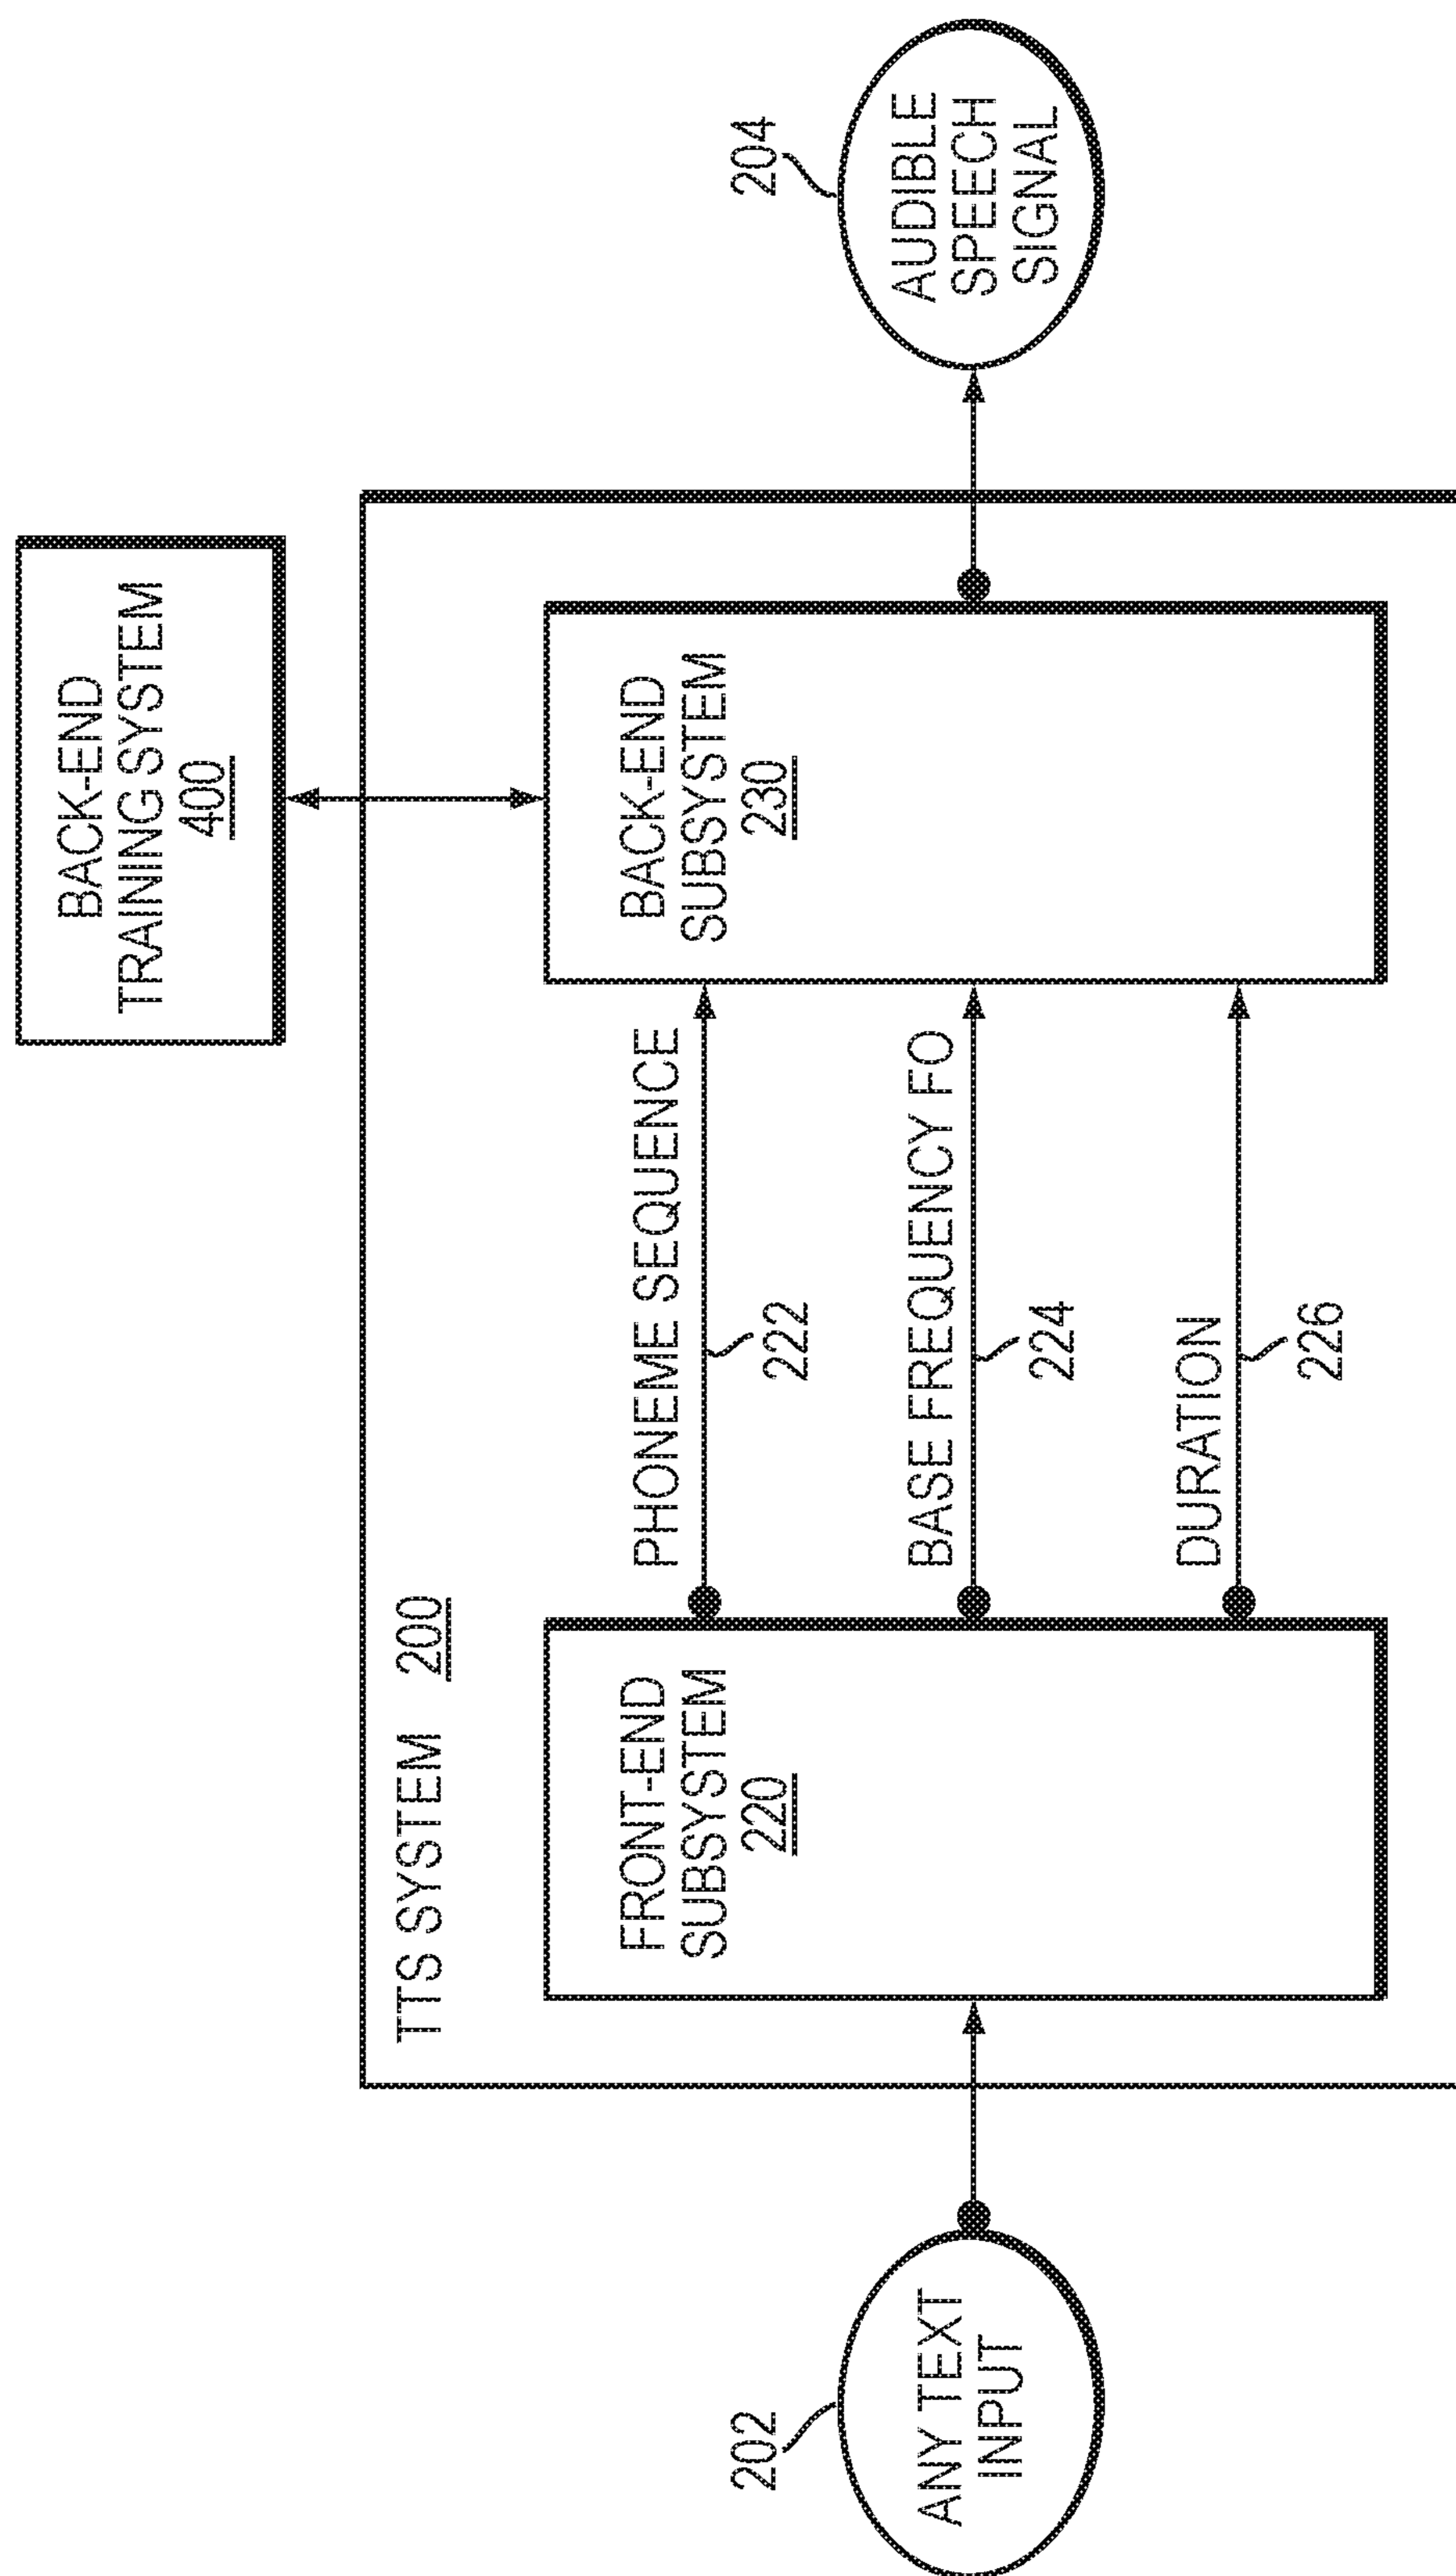 BACK-END
TRAINING SYSTEM
400
TTS SYSTEM 200
FRONT-END
SUBSYSTEM
220
PHONEME SEQUENCE
222
BASE FREQUENCY FO
224
DURATION
226
BACK-END
SUBSYSTEM
230
202
ANY TEXT
INPUT
204
AUDIBLE
SPEECH
SIGNAL